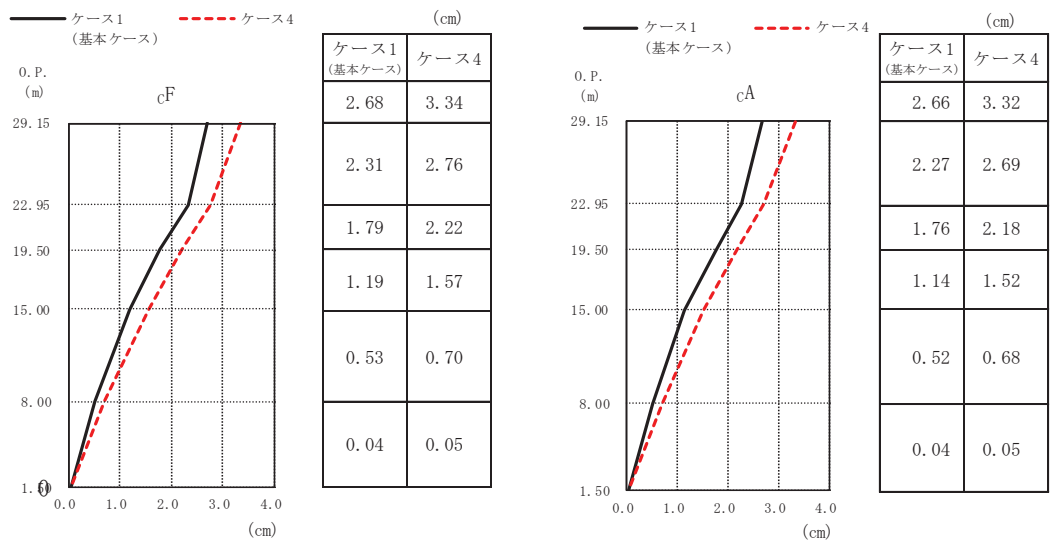 ケース1 ケース4
(基本ケース)
(cm)
O.P.
(m)
CF
29.15
22.95
19.50
15.00
8.00
1.50
0.0 1.0 2.0 3.0 4.0
(cm)
ケース1 ケース4
(基本ケース)
2.68 3.34
2.31 2.76
1.79 2.22
1.19 1.57
0.53 0.70
0.04 0.05
ケース1 ケース4
(基本ケース)
(cm)
O.P.
(m)
CA
29.15
22.95
19.50
15.00
8.00
1.50
0.0 1.0 2.0 3.0 4.0
(cm)
ケース1 ケース4
(基本ケース)
2.66 3.32
2.27 2.69
1.76 2.18
1.14 1.52
0.52 0.68
0.04 0.05